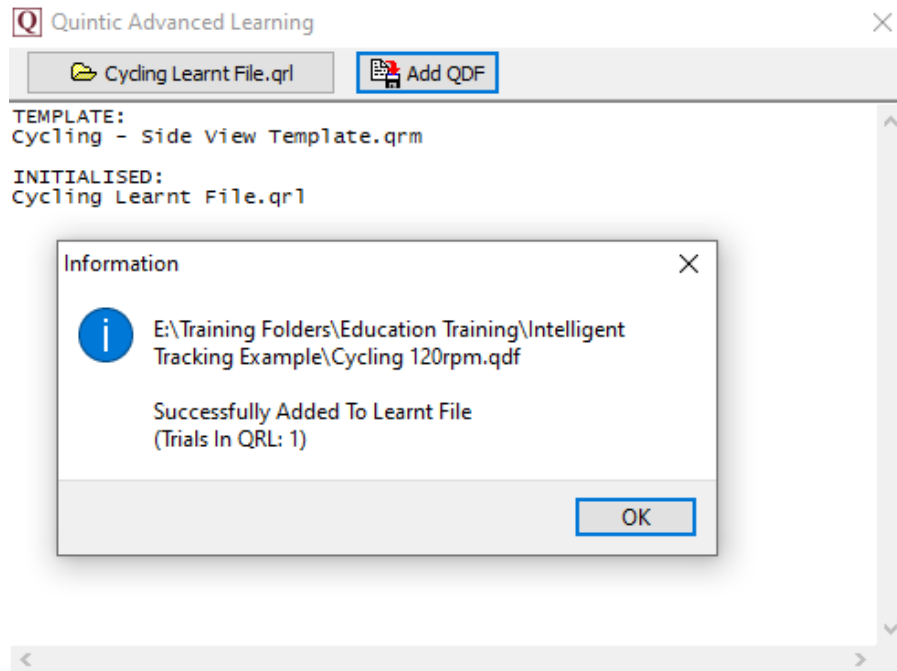 Q Quintic Advanced Learning
Cycling Learnt File.qrl Add QDF
TEMPLATE:
Cycling - Side View Template.qrm
INITIALISED:
Cycling Learnt File.qrl
Information
E:\Training Folders\Education Training\Intelligent
Tracking Example\Cycling 120rpm.qdf
Successfully Added To Learnt File
(Trials In QRL: 1)
OK